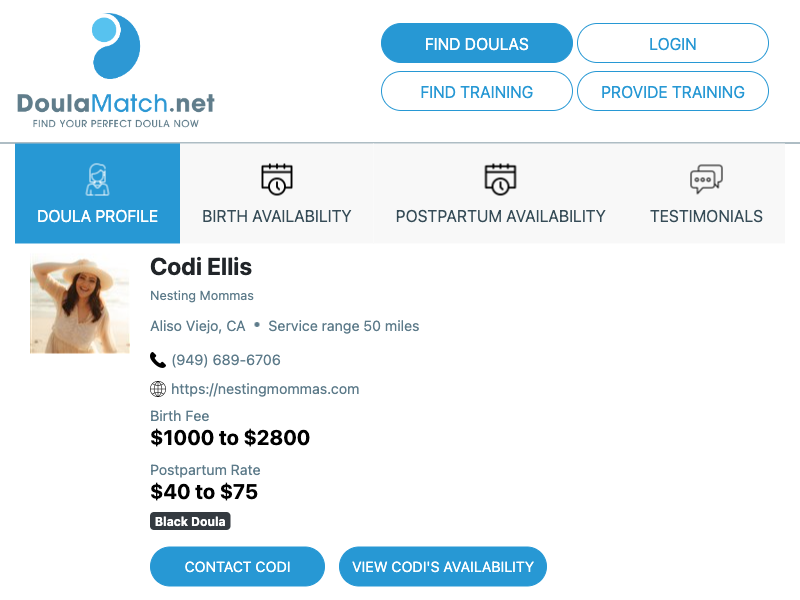 DoulaMatch.net
FIND YOUR PERFECT DOULA NOW
FIND DOULAS
LOGIN
FIND TRAINING
PROVIDE TRAINING
DOULA PROFILE
BIRTH AVAILABILITY
POSTPARTUM AVAILABILITY
TESTIMONIALS
Codi Ellis
Nesting Mommas
Aliso Viejo, CA • Service range 50 miles
(949) 689-6706
https://nestingmommas.com
Birth Fee
$1000 to $2800
Postpartum Rate
$40 to $75
Black Doula
CONTACT CODI
VIEW CODI'S AVAILABILITY